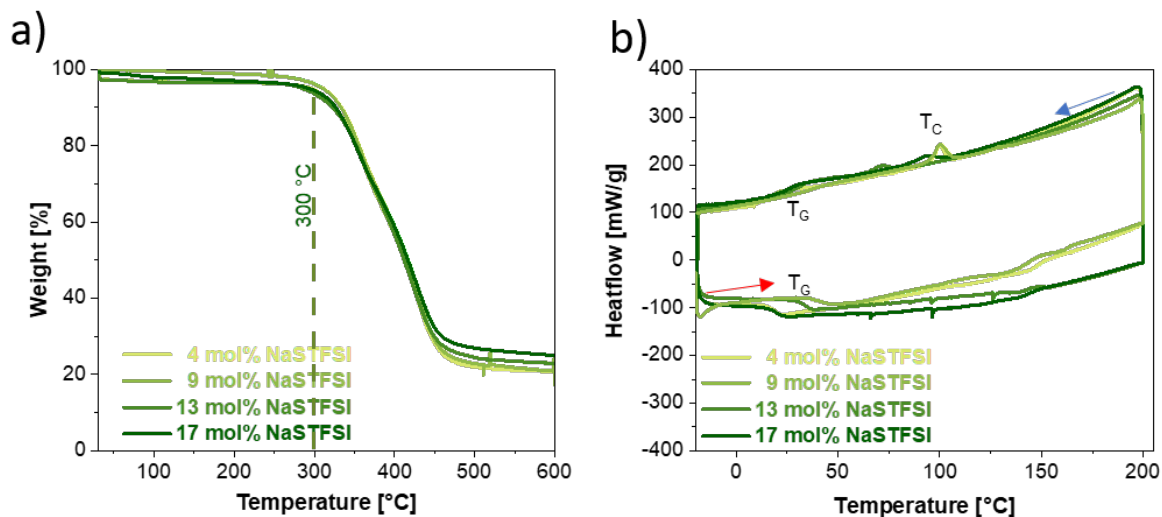 a)
100
80
60
40
20
0
Weight [%]
300 °C
4 mol% NaSTFSI
9 mol% NaSTFSI
13 mol% NaSTFSI
17 mol% NaSTFSI
100 200 300 400 500 600
Temperature [°C]
b)
400
300
200
100
0
-100
-200
-300
-400
Heatflow [mW/g]
T_C
T_G
T_G
4 mol% NaSTFSI
9 mol% NaSTFSI
13 mol% NaSTFSI
17 mol% NaSTFSI
0 50 100 150 200
Temperature [°C]